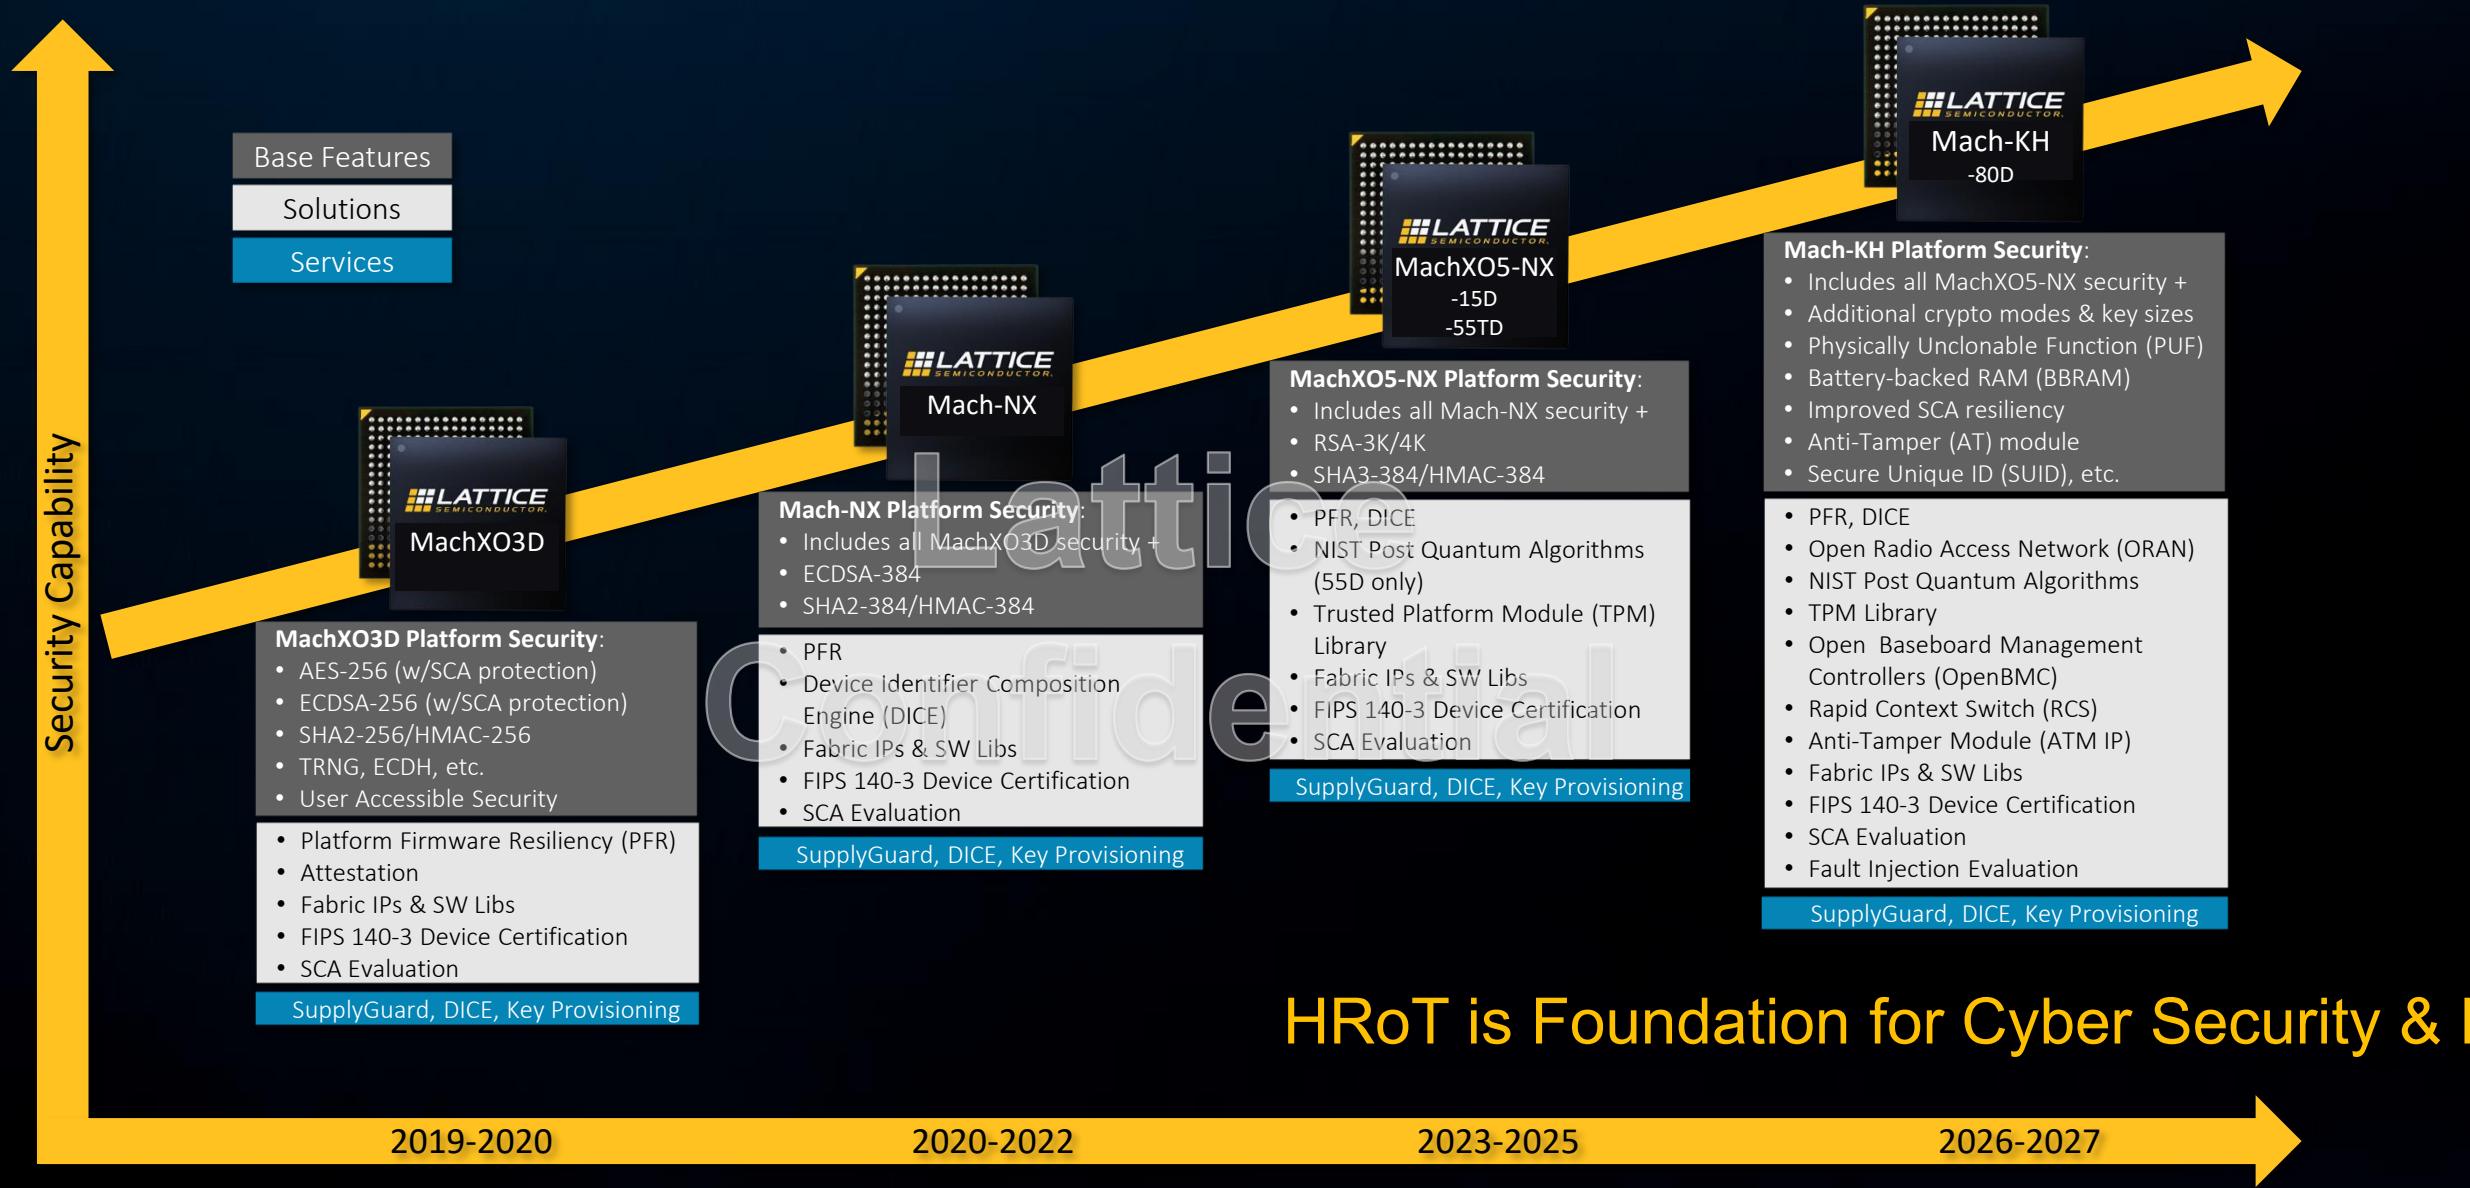 Security Capability
Base Features
Solutions
Services
LATTICE
SEMICONDUCTOR.
MachXO3D
MachXO3D Platform Security:
• AES-256 (w/SCA protection)
• ECDSA-256 (w/SCA protection)
• SHA2-256/HMAC-256
• TRNG, ECDH, etc.
• User Accessible Security
• Platform Firmware Resiliency (PFR)
• Attestation
• Fabric IPs & SW Libs
• FIPS 140-3 Device Certification
• SCA Evaluation
SupplyGuard, DICE, Key Provisioning
LATTICE
SEMICONDUCTOR.
Mach-NX
Mach-NX Platform Security:
• Includes all MachXO3D security +
• ECDSA-384
• SHA2-384/HMAC-384
• PFR
• Device Identifier Composition
Engine (DICE)
• Fabric IPs & SW Libs
• FIPS 140-3 Device Certification
• SCA Evaluation
SupplyGuard, DICE, Key Provisioning
LATTICE
SEMICONDUCTOR.
MachXO5-NX
-15D
-55TD
MachXO5-NX Platform Security:
• Includes all Mach-NX security +
• RSA-3K/4K
• SHA3-384/HMAC-384
• PFR, DICE
• NIST Post Quantum Algorithms
(55D only)
• Trusted Platform Module (TPM)
Library
• Fabric IPs & SW Libs
• FIPS 140-3 Device Certification
• SCA Evaluation
SupplyGuard, DICE, Key Provisioning
LATTICE
SEMICONDUCTOR.
Mach-KH
-80D
Mach-KH Platform Security:
• Includes all MachXO5-NX security +
• Additional crypto modes & key sizes
• Physically Unclonable Function (PUF)
• Battery-backed RAM (BBRAM)
• Improved SCA resiliency
• Anti-Tamper (AT) module
• Secure Unique ID (SUID), etc.
• PFR, DICE
• Open Radio Access Network (ORAN)
• NIST Post Quantum Algorithms
• TPM Library
• Open Baseboard Management
Controllers (OpenBMC)
• Rapid Context Switch (RCS)
• Anti-Tamper Module (ATM IP)
• Fabric IPs & SW Libs
• FIPS 140-3 Device Certification
• SCA Evaluation
• Fault Injection Evaluation
SupplyGuard, DICE, Key Provisioning
Lattice
Confidential
HRoT is Foundation for Cyber Security &
2019-2020
2020-2022
2023-2025
2026-2027